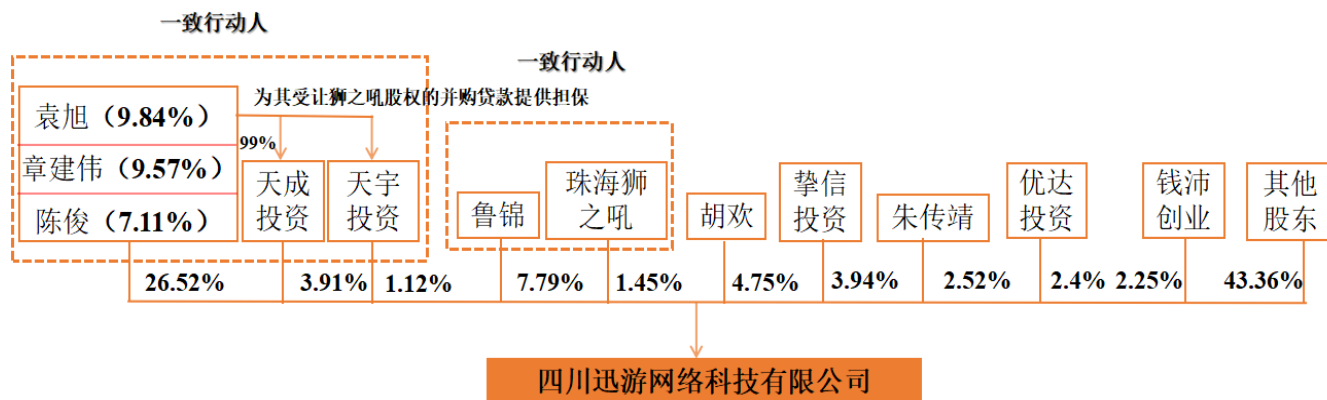 一致行动人
一致行动人
为其受让狮之吼股权的并购贷款提供担保
袁旭（9.84%）
章建伟（9.57%）
陈俊（7.11%）
99%
天成
投资
天宇
投资
鲁锦
珠海狮
之吼
胡欢
挚信
投资
朱传靖
优达
投资
钱沛
创业
其他
股东
26.52%
3.91%
1.12%
7.79%
1.45%
4.75%
3.94%
2.52%
2.4%
2.25%
43.36%
四川迅游网络科技有限公司